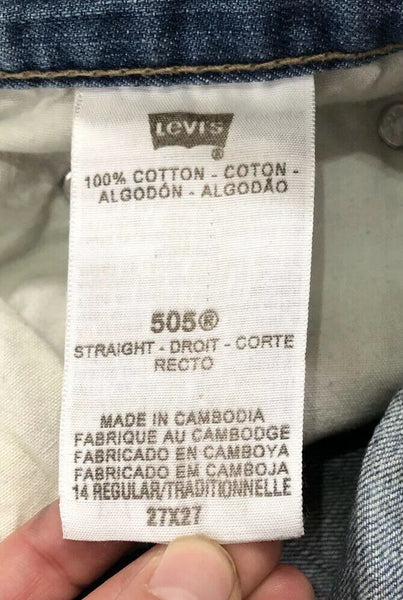 Levi's
®
100% COTTON - COTON -
ALGODÓN - ALGODÃO
505®
STRAIGHT - DROIT - CORTE
RECTO
MADE IN CAMBODIA
FABRIQUE AU CAMBODGE
FABRICADO EN CAMBOYA
FABRICADO EM CAMBOJA
14 REGULAR/TRADITIONNELLE
27X27